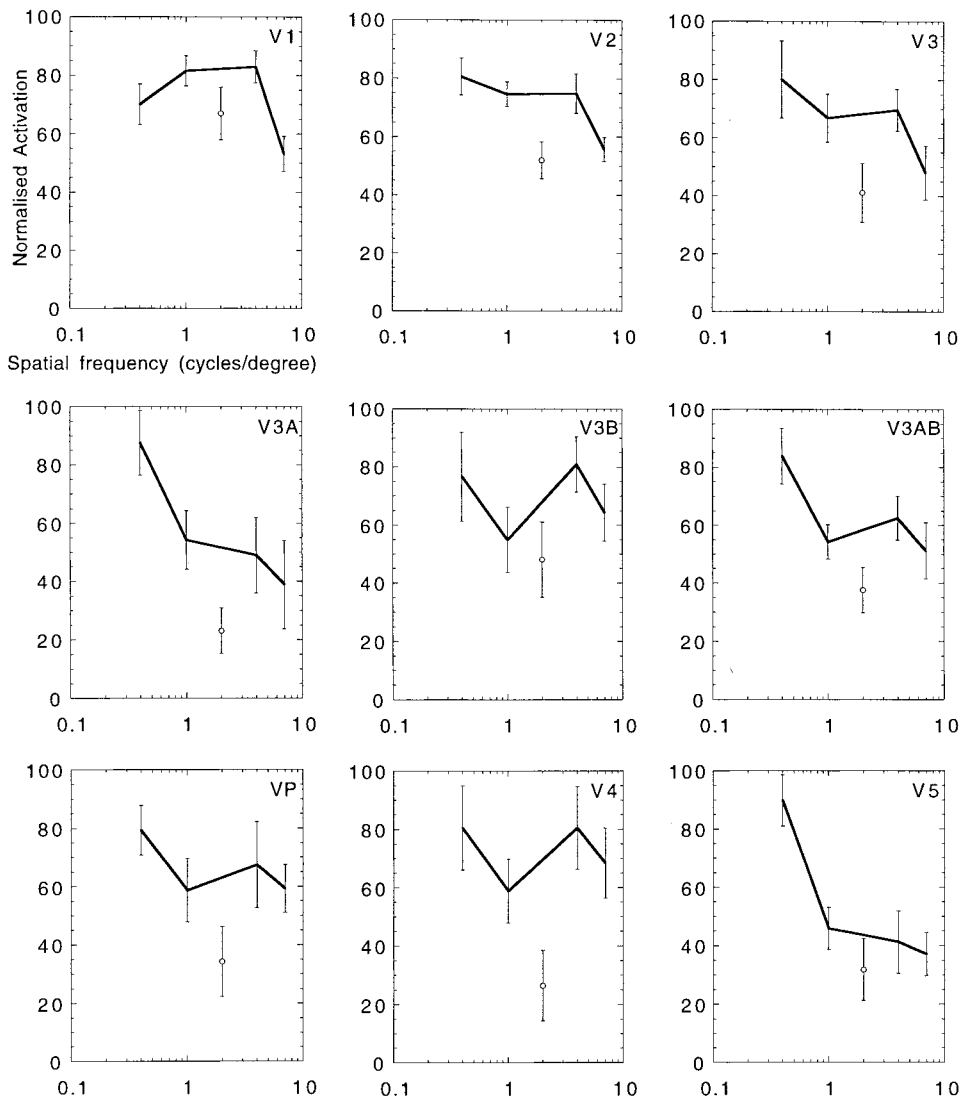 100 V1
80
60
40
20
0
0.1 1 10
Normalised Activation
Spatial frequency (cycles/degree)
100 V2
80
60
40
20
0
0.1 1 10
100 V3
80
60
40
20
0
0.1 1 10
100 V3A
80
60
40
20
0
0.1 1 10
100 V3B
80
60
40
20
0
0.1 1 10
100 V3AB
80
60
40
20
0
0.1 1 10
100 VP
80
60
40
20
0
0.1 1 10
100 V4
80
60
40
20
0
0.1 1 10
100 V5
80
60
40
20
0
0.1 1 10